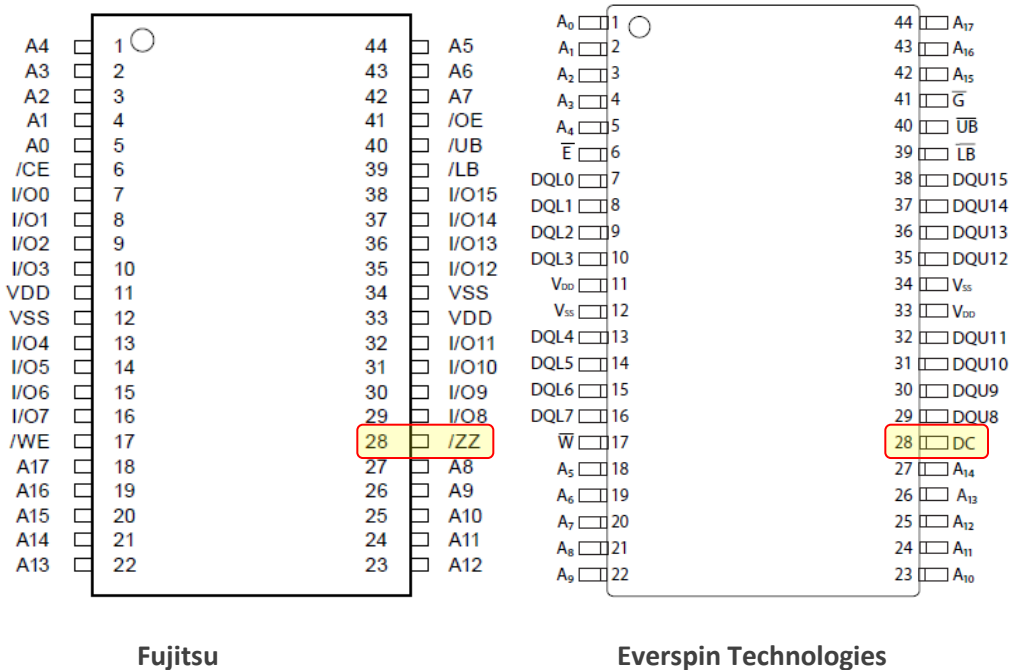 A4 1 44 A5
A3 2 43 A6
A2 3 42 A7
A1 4 41 /OE
A0 5 40 /UB
/CE 6 39 /LB
I/O0 7 38 I/O15
I/O1 8 37 I/O14
I/O2 9 36 I/O13
I/O3 10 35 I/O12
VDD 11 34 VSS
VSS 12 33 VDD
I/O4 13 32 I/O11
I/O5 14 31 I/O10
I/O6 15 30 I/O9
I/O7 16 29 I/O8
/WE 17 28 /ZZ
A17 18 27 A8
A16 19 26 A9
A15 20 25 A10
A14 21 24 A11
A13 22 23 A12
Fujitsu
A₀ 1 44 A₁₇
A₁ 2 43 A₁₆
A₂ 3 42 A₁₅
A₃ 4 41 G̅
A₄ 5 40 U̅B̅
E̅ 6 39 L̅B̅
DQL0 7 38 DQU15
DQL1 8 37 DQU14
DQL2 9 36 DQU13
DQL3 10 35 DQU12
VDD 11 34 Vss
Vss 12 33 VDD
DQL4 13 32 DQU11
DQL5 14 31 DQU10
DQL6 15 30 DQU9
DQL7 16 29 DQU8
W̅ 17 28 DC
A₅ 18 27 A₁₄
A₆ 19 26 A₁₃
A₇ 20 25 A₁₂
A₈ 21 24 A₁₁
A₉ 22 23 A₁₀
Everspin Technologies